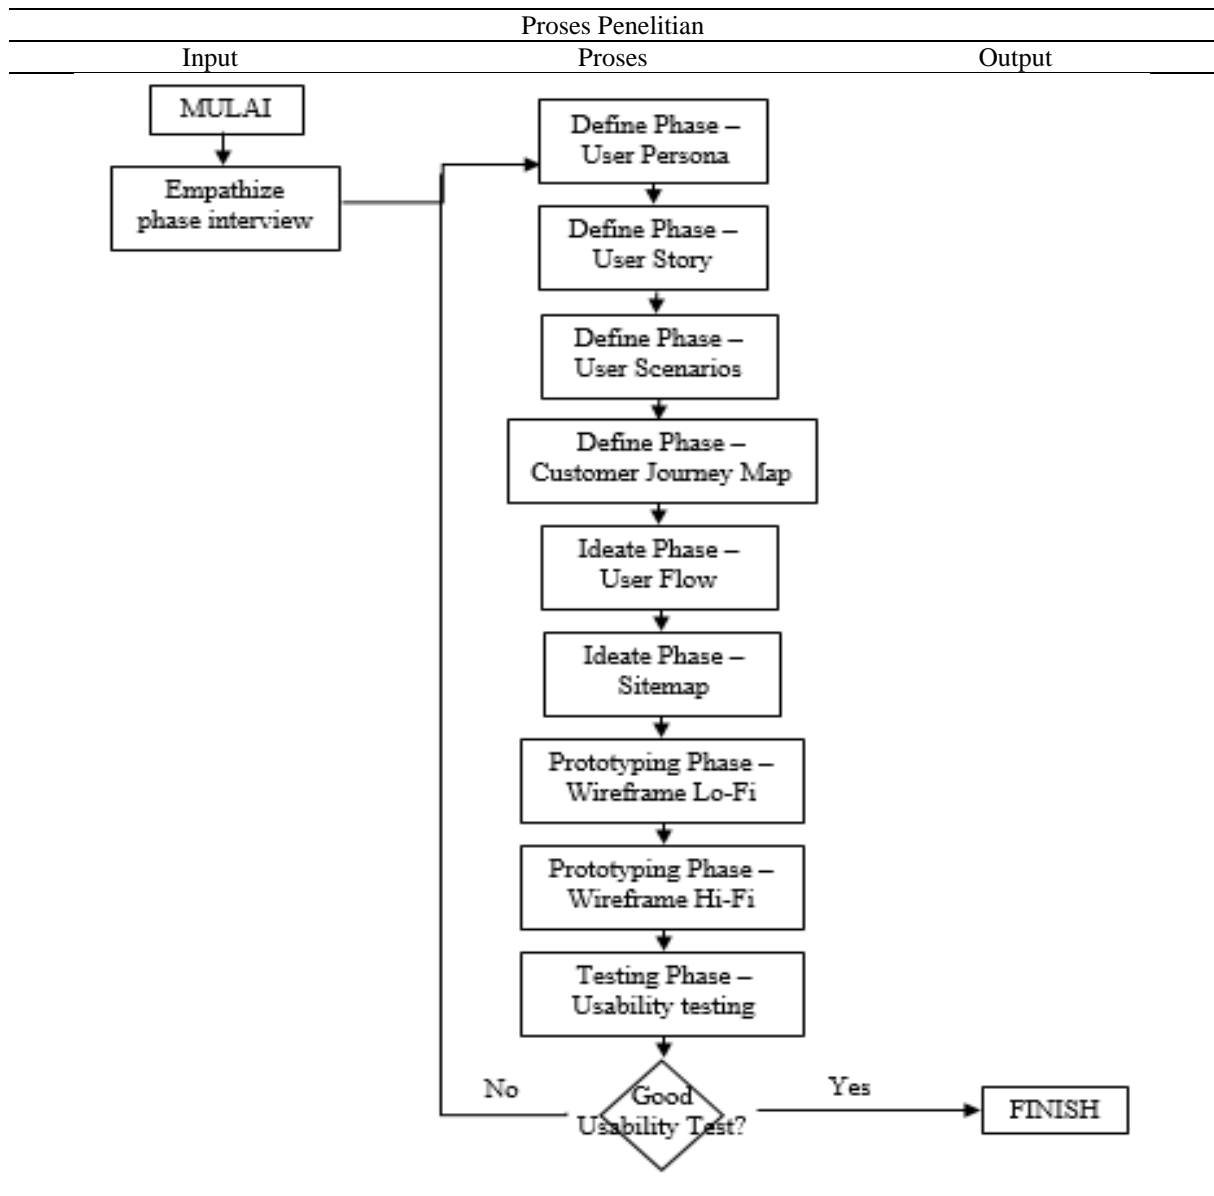 Proses Penelitian
Input Proses Output
MULAI
Empathize
phase interview
Define Phase –
User Persona
Define Phase –
User Story
Define Phase –
User Scenarios
Define Phase –
Customer Journey Map
Ideate Phase –
User Flow
Ideate Phase –
Sitemap
Prototyping Phase –
Wireframe Lo-Fi
Prototyping Phase –
Wireframe Hi-Fi
Testing Phase –
Usability testing
No
Good
Usability Test?
Yes
FINISH